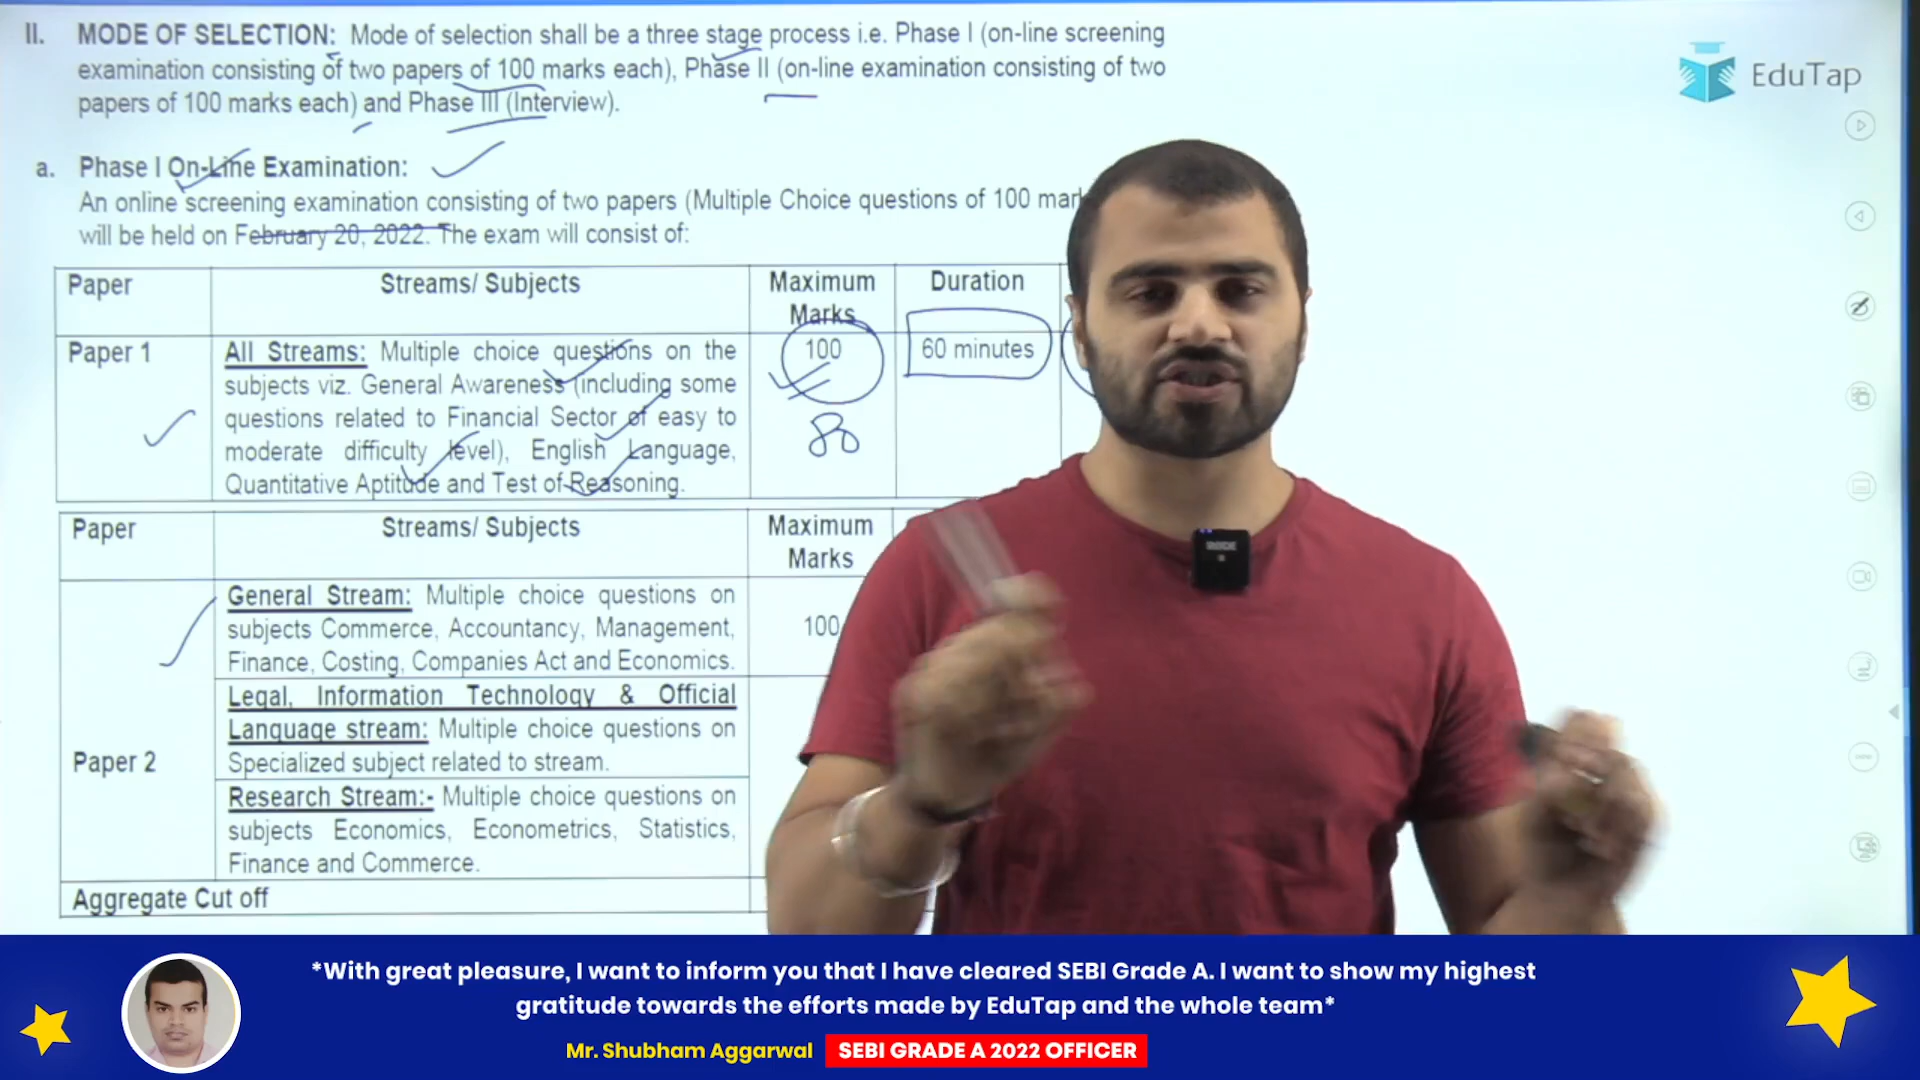 II. MODE OF SELECTION: Mode of selection shall be a three stage process i.e. Phase I (on-line screening
examination consisting of two papers of 100 marks each), Phase II (on-line examination consisting of two
papers of 100 marks each) and Phase III (Interview).
EduTap
a. Phase I On-Line Examination:
An online screening examination consisting of two papers (Multiple Choice questions of 100
will be held on February 20, 2022. The exam will consist of:
Paper Streams/ Subjects Maximum Marks Duration
Paper 1 All Streams: Multiple choice questions on the 100 60 minutes
subjects viz. General Awareness (including some
questions related to Financial Sector of easy to
moderate difficulty level), English Language,
80
Quantitative Aptitude and Test of Reasoning.
Paper Streams/ Subjects Maximum Marks
General Stream: Multiple choice questions on
subjects Commerce, Accountancy, Management, 100
Finance, Costing, Companies Act and Economics.
Legal, Information Technology & Official
Language stream: Multiple choice questions on
Paper 2 Specialized subject related to stream.
Research Stream:- Multiple choice questions on
subjects Economics, Econometrics, Statistics,
Finance and Commerce.
Aggregate Cut off
*With great pleasure, I want to inform you that I have cleared SEBI Grade A. I want to show my highest
gratitude towards the efforts made by EduTap and the whole team*
Mr. Shubham Aggarwal SEBI GRADE A 2022 OFFICER